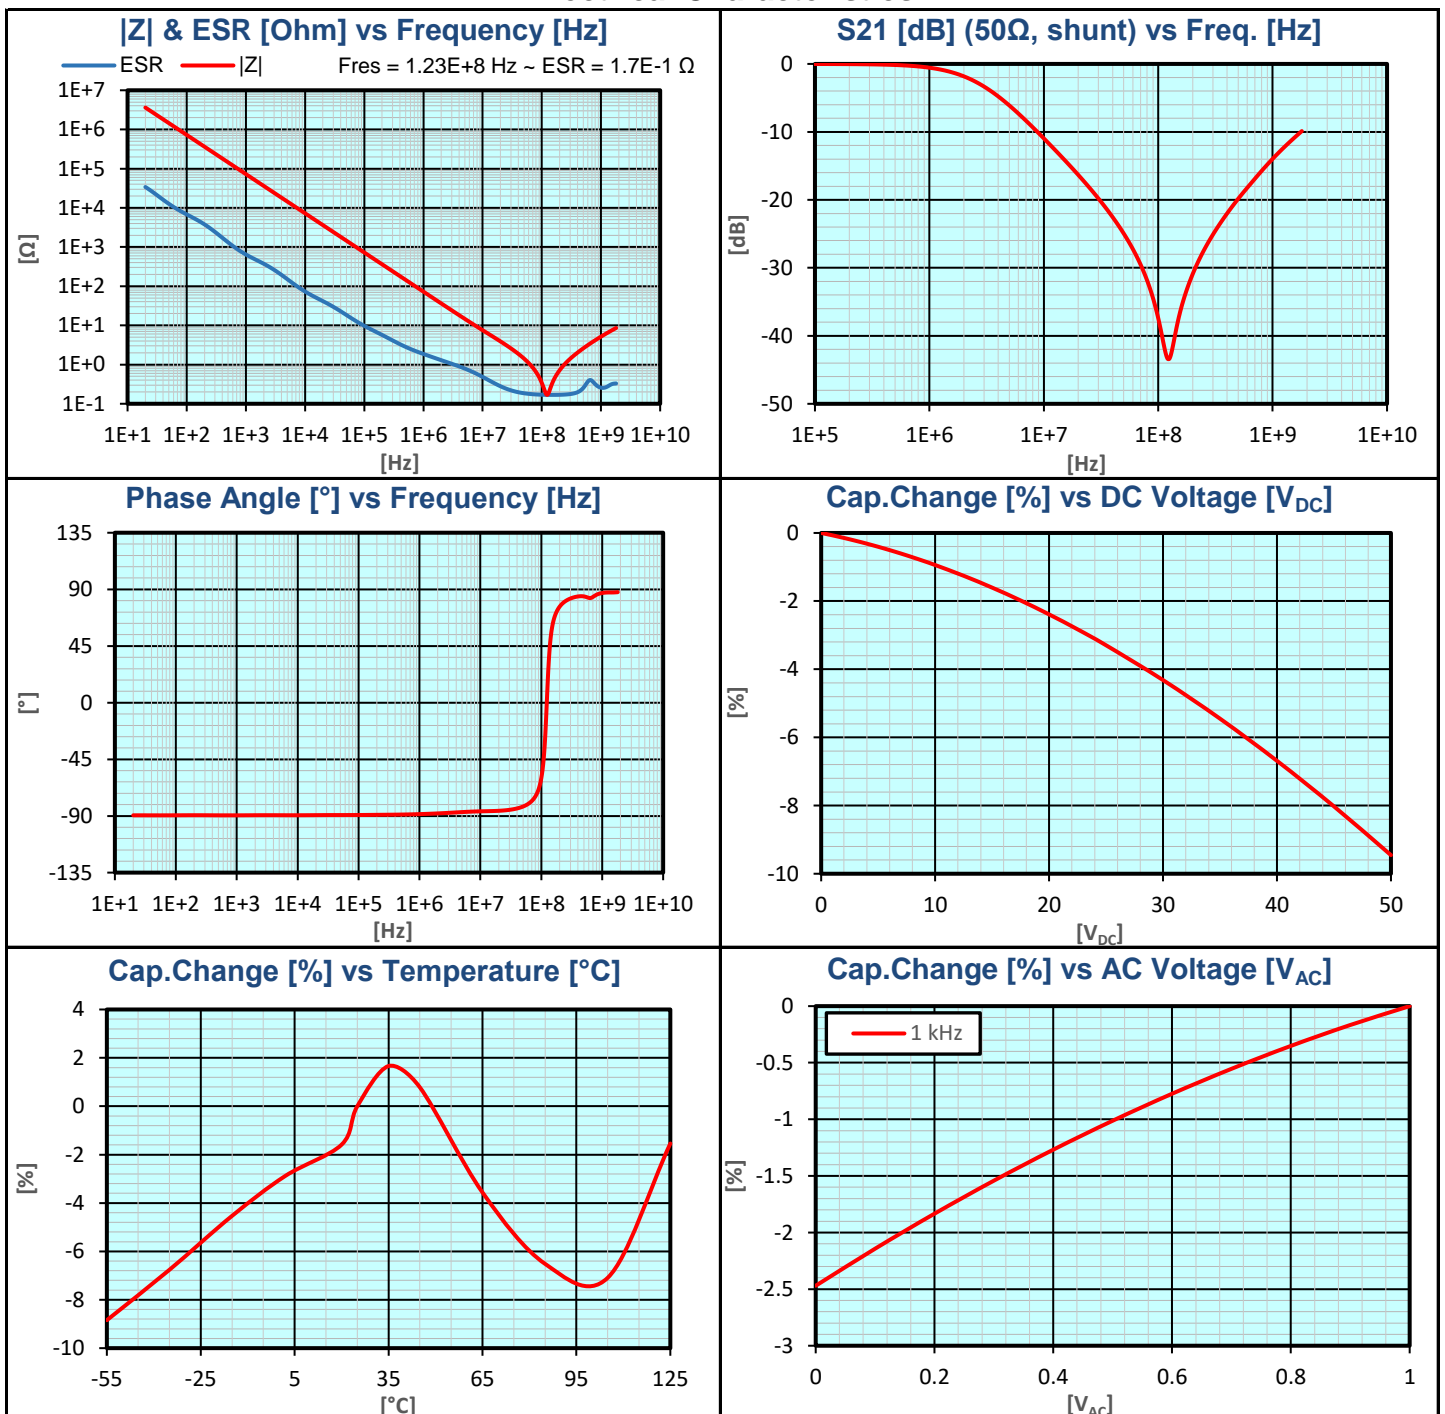 |Z| & ESR [Ohm] vs Frequency [Hz]
ESR |Z| Fres = 1.23E+8 Hz ~ ESR = 1.7E-1 Ω
1E+7
1E+6
1E+5
1E+4
1E+3
1E+2
1E+1
1E+0
1E-1
[Ω]
1E+1 1E+2 1E+3 1E+4 1E+5 1E+6 1E+7 1E+8 1E+9 1E+10
[Hz]
S21 [dB] (50Ω, shunt) vs Freq. [Hz]
0
-10
-20
-30
-40
-50
[dB]
1E+5 1E+6 1E+7 1E+8 1E+9 1E+10
[Hz]
Phase Angle [°] vs Frequency [Hz]
135
90
45
0
-45
-90
-135
[°]
1E+1 1E+2 1E+3 1E+4 1E+5 1E+6 1E+7 1E+8 1E+9 1E+10
[Hz]
Cap.Change [%] vs DC Voltage [VDC]
0
-2
-4
-6
-8
-10
[%]
0 10 20 30 40 50
[VDC]
Cap.Change [%] vs Temperature [°C]
4
2
0
-2
-4
-6
-8
-10
[%]
-55 -25 5 35 65 95 125
[°C]
Cap.Change [%] vs AC Voltage [VAC]
1 kHz
0
-0.5
-1
-1.5
-2
-2.5
-3
[%]
0 0.2 0.4 0.6 0.8 1
[VAC]